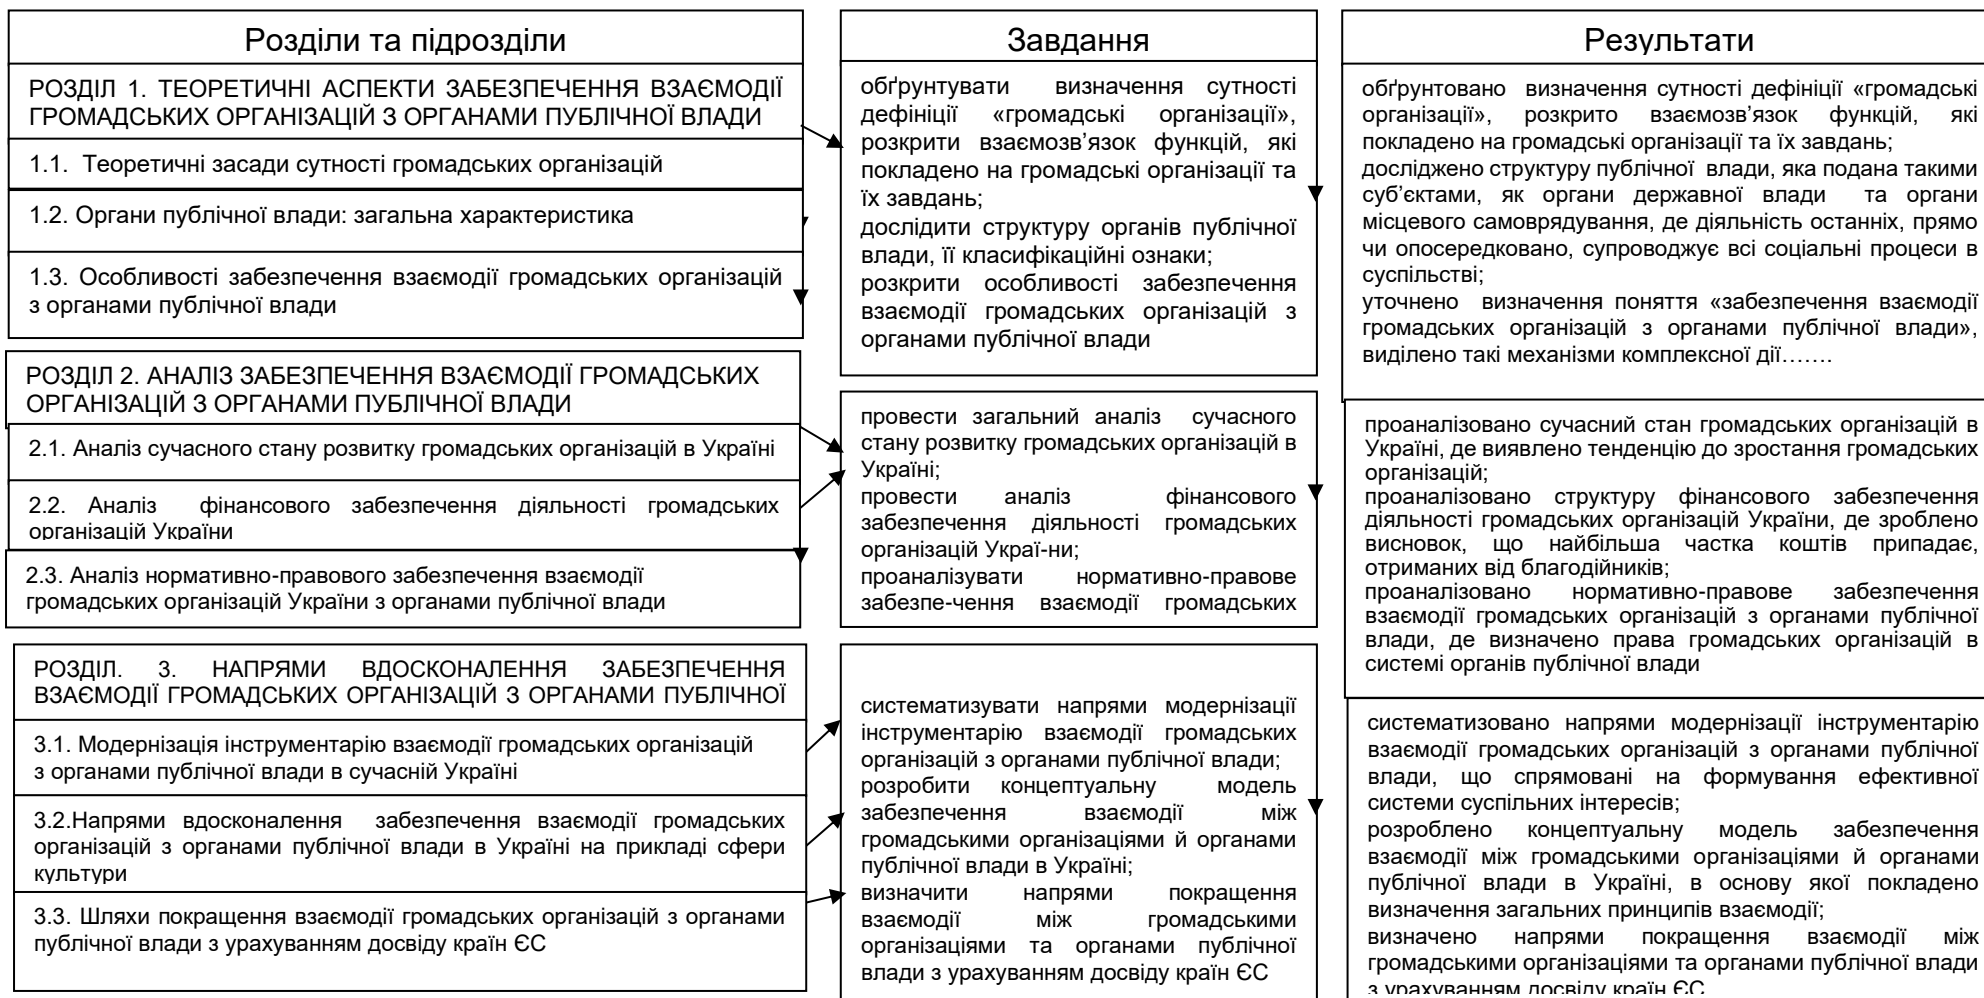 Розділи та підрозділи
РОЗДІЛ 1. ТЕОРЕТИЧНІ АСПЕКТИ ЗАБЕЗПЕЧЕННЯ ВЗАЄМОДІЇ
ГРОМАДСЬКИХ ОРГАНІЗАЦІЙ З ОРГАНАМИ ПУБЛІЧНОЇ ВЛАДИ
1.1. Теоретичні засади сутності громадських організацій
1.2. Органи публічної влади: загальна характеристика
1.3. Особливості забезпечення взаємодії громадських організацій
з органами публічної влади
РОЗДІЛ 2. АНАЛІЗ ЗАБЕЗПЕЧЕННЯ ВЗАЄМОДІЇ ГРОМАДСЬКИХ
ОРГАНІЗАЦІЙ З ОРГАНАМИ ПУБЛІЧНОЇ ВЛАДИ
2.1. Аналіз сучасного стану розвитку громадських організацій в Україні
2.2. Аналіз фінансового забезпечення діяльності громадських
організацій України
2.3. Аналіз нормативно-правового забезпечення взаємодії
громадських організацій України з органами публічної влади
РОЗДІЛ. 3. НАПРЯМИ ВДОСКОНАЛЕННЯ ЗАБЕЗПЕЧЕННЯ
ВЗАЄМОДІЇ ГРОМАДСЬКИХ ОРГАНІЗАЦІЙ З ОРГАНАМИ ПУБЛІЧНОЇ
3.1. Модернізація інструментарію взаємодії громадських організацій
з органами публічної влади в сучасній Україні
3.2.Напрями вдосконалення забезпечення взаємодії громадських
організацій з органами публічної влади в Україні на прикладі сфери
культури
3.3. Шляхи покращення взаємодії громадських організацій з органами
публічної влади з урахуванням досвіду країн ЄС
Завдання
обґрунтувати визначення сутності
дефініції «громадські організації»,
розкрити взаємозв’язок функцій, які
покладено на громадські організації та
їх завдань;
дослідити структуру органів публічної
влади, її класифікаційні ознаки;
розкрити особливості забезпечення
взаємодії громадських організацій з
органами публічної влади
провести загальний аналіз сучасного
стану розвитку громадських організацій в
Україні;
провести аналіз фінансового
забезпечення діяльності громадських
організацій Украї-ни;
проаналізувати нормативно-правове
забезпе-чення взаємодії громадських
систематизувати напрями модернізації
інструментарію взаємодії громадських
організацій з органами публічної влади;
розробити концептуальну модель
забезпечення взаємодії між
громадськими організаціями й органами
публічної влади в Україні;
визначити напрями покращення
взаємодії між громадськими
організаціями та органами публічної
влади з урахуванням досвіду країн ЄС
Результати
обґрунтовано визначення сутності дефініції «громадські
організації», розкрито взаємозв’язок функцій, які
покладено на громадські організації та їх завдань;
досліджено структуру публічної влади, яка подана такими
суб’єктами, як органи державної влади та органи
місцевого самоврядування, де діяльність останніх, прямо
чи опосередковано, супроводжує всі соціальні процеси в
суспільстві;
уточнено визначення поняття «забезпечення взаємодії
громадських організацій з органами публічної влади»,
виділено такі механізми комплексної дії.......
проаналізовано сучасний стан громадських організацій в
Україні, де виявлено тенденцію до зростання громадських
організацій;
проаналізовано структуру фінансового забезпечення
діяльності громадських організацій України, де зроблено
висновок, що найбільша частка коштів припадає,
отриманих від благодійників;
проаналізовано нормативно-правове забезпечення
взаємодії громадських організацій з органами публічної
влади, де визначено права громадських організацій в
системі органів публічної влади
систематизовано напрями модернізації інструментарію
взаємодії громадських організацій з органами публічної
влади, що спрямовані на формування ефективної
системи суспільних інтересів;
розроблено концептуальну модель забезпечення
взаємодії між громадськими організаціями й органами
публічної влади в Україні, в основу якої покладено
визначення загальних принципів взаємодії;
визначено напрями покращення взаємодії між
громадськими організаціями та органами публічної влади
з урахуванням досвіду країн ЄС